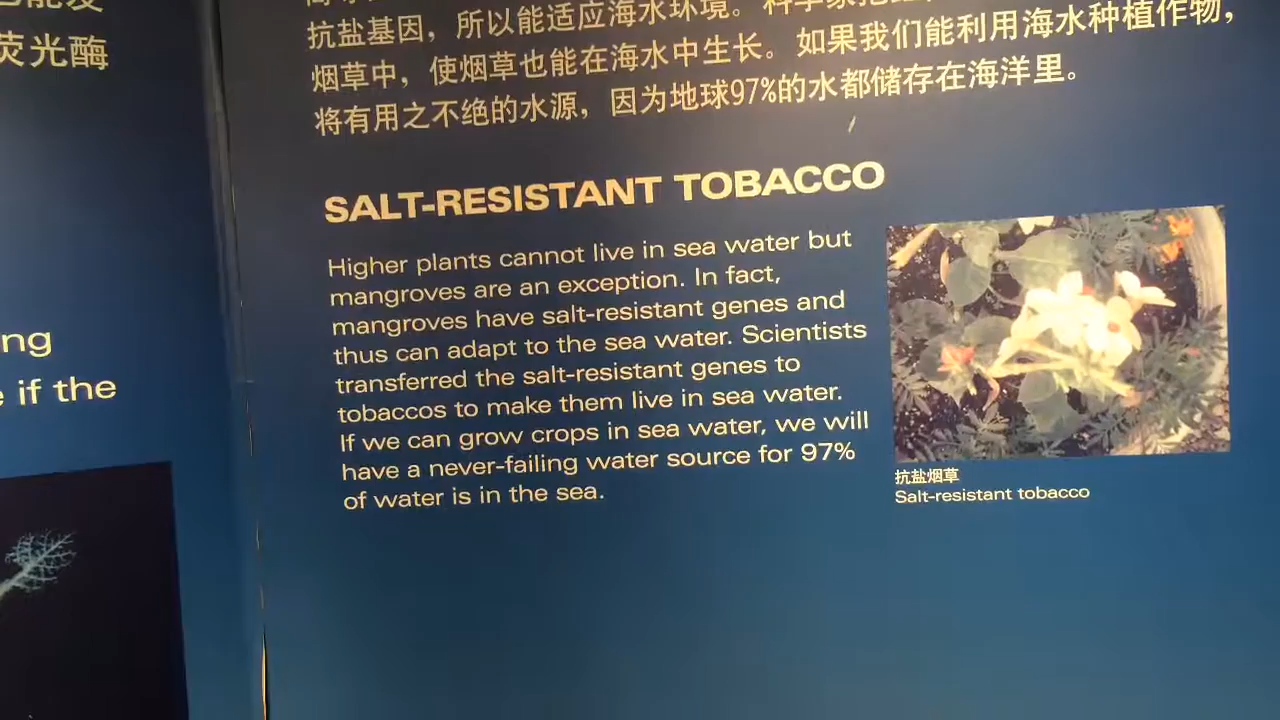 荧光酶
抗盐基因，所以能适应海水环境。
烟草中，使烟草也能在海水中生长。如果我们能利用海水种植作物，
将有用之不绝的水源，因为地球97%的水都储存在海洋里。
SALT-RESISTANT TOBACCO
Higher plants cannot live in sea water but
mangroves are an exception. In fact,
mangroves have salt-resistant genes and
thus can adapt to the sea water. Scientists
transferred the salt-resistant genes to
tobaccos to make them live in sea water.
If we can grow crops in sea water, we will
have a never-failing water source for 97%
of water is in the sea.
抗盐烟草
Salt-resistant tobacco
ng
if the